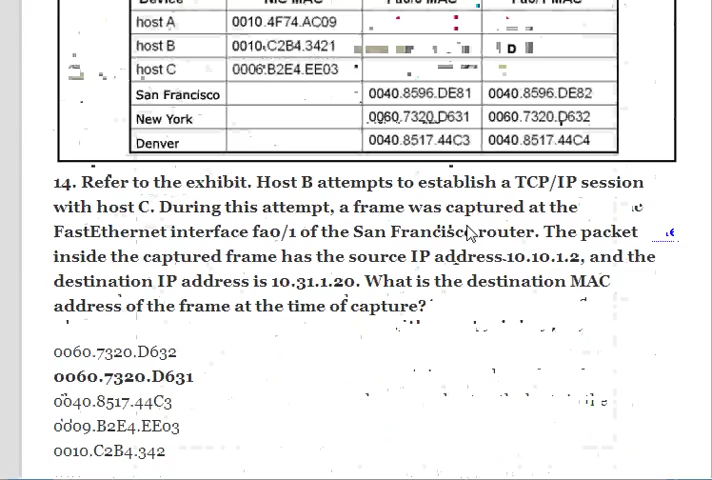 host A 0010.4F74.AC09
host B 0010.C2B4.3421
host C 0006.B2E4.EE03
San Francisco 0040.8596.DE81 0040.8596.DE82
New York 0060.7320.D631 0060.7320.D632
Denver 0040.8517.44C3 0040.8517.44C4
14. Refer to the exhibit. Host B attempts to establish a TCP/IP session
with host C. During this attempt, a frame was captured at the
FastEthernet interface fa0/1 of the San Francisco router. The packet
inside the captured frame has the source IP address 10.10.1.2, and the
destination IP address is 10.31.1.20. What is the destination MAC
address of the frame at the time of capture?
0060.7320.D632
0060.7320.D631
0040.8517.44C3
0009.B2E4.EE03
0010.C2B4.342